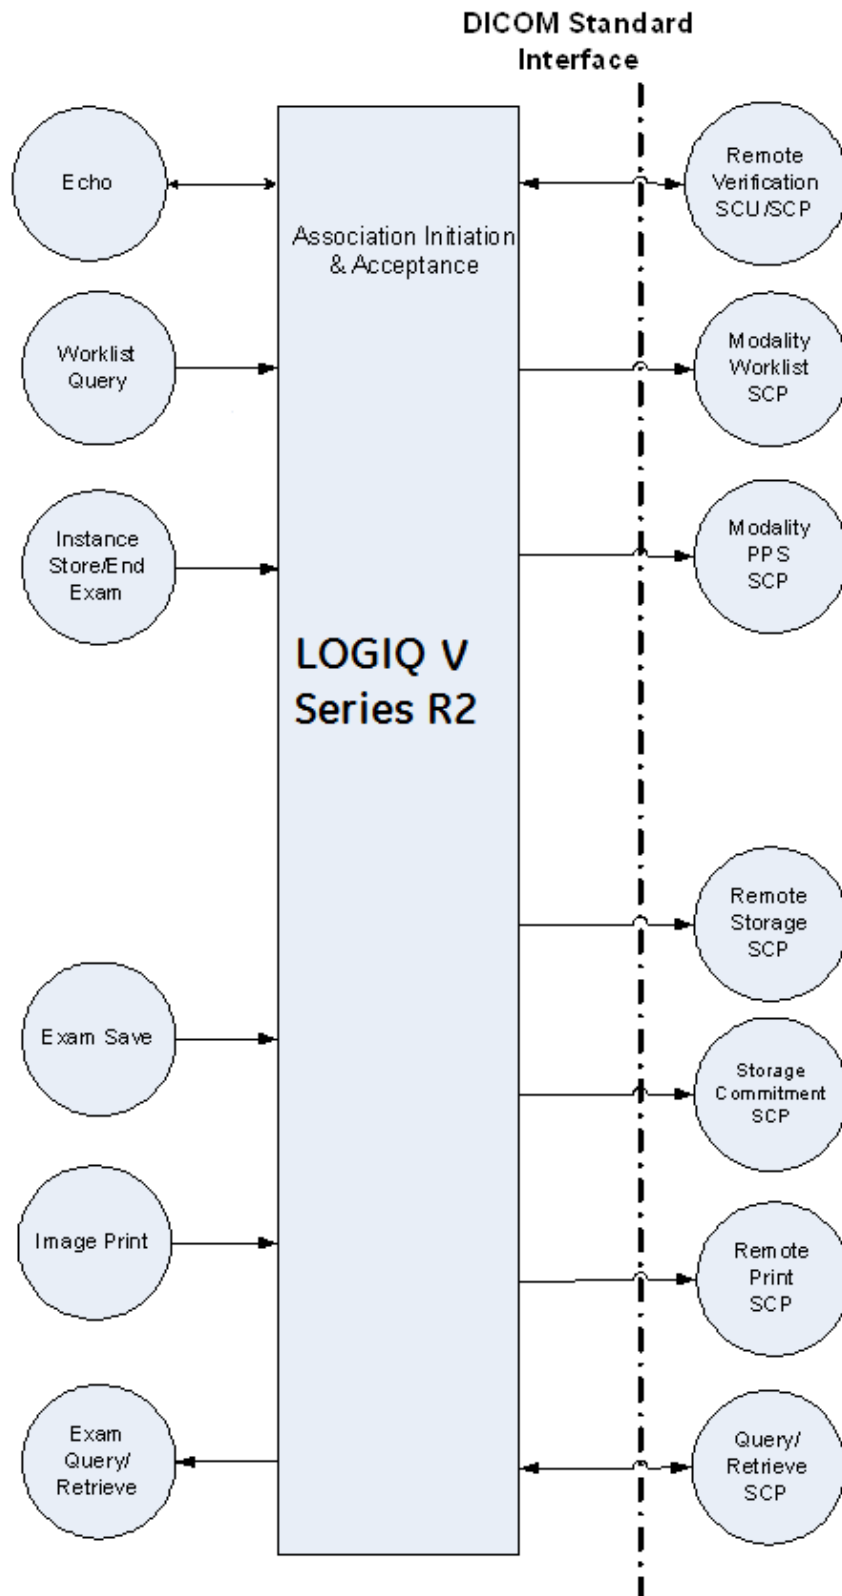 DICOM Standard
Interface
Echo
Association Initiation
& Acceptance
Remote
Verification
SCU/SCP
Worklist
Query
Modality
Worklist
SCP
Instance
Store/End
Exam
Modality
PPS
SCP
LOGIQ V
Series R2
Remote
Storage
SCP
Exam Save
Storage
Commitment
SCP
Image Print
Remote
Print
SCP
Exam
Query/
Retrieve
Query/
Retrieve
SCP